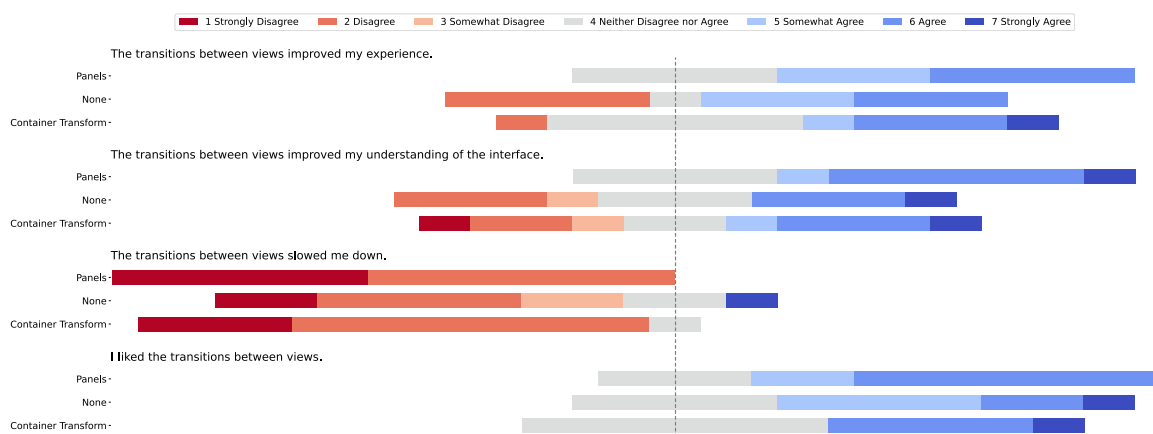 1 Strongly Disagree 2 Disagree 3 Somewhat Disagree 4 Neither Disagree nor Agree 5 Somewhat Agree 6 Agree 7 Strongly Agree
The transitions between views improved my experience.
Panels
None
Container Transform
The transitions between views improved my understanding of the interface.
Panels
None
Container Transform
The transitions between views slowed me down.
Panels
None
Container Transform
I liked the transitions between views.
Panels
None
Container Transform